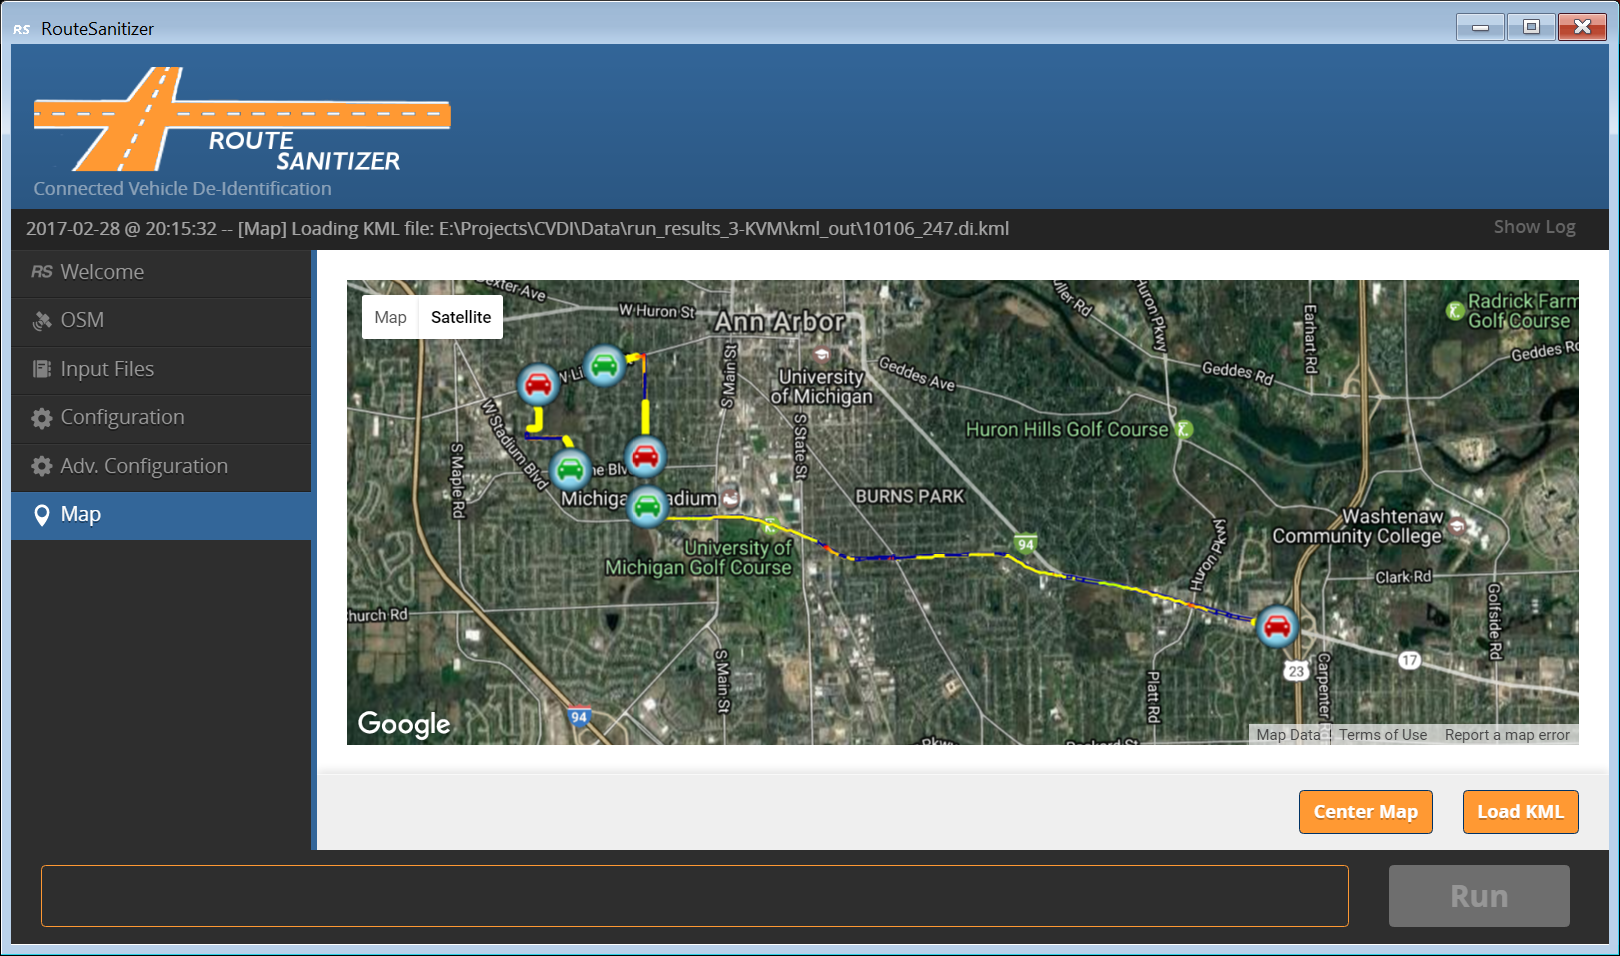 RS RouteSanitizer
ROUTE
SANITIZER
Connected Vehicle De-Identification
2017-02-28 @ 20:15:32 -- [Map] Loading KML file: E:\Projects\CVDI\Data\run_results_3-KVM\kml_out\10106_247.di.kml
Show Log
RS Welcome
OSM
Input Files
Configuration
Adv. Configuration
Map
Map Satellite
exter Ave
W Huron St
Ann Arbor
uller Rd
Huron Pkwy
Earhart Rd
Radrick Farm
Golf Course
Geddes Rd
Geddes Rd
Geddes Ave
University
of Michigan
S Main St
S State St
W Li
W Stadium Blvd
S Maple Rd
ne Blv
Huron Hills Golf Course
Michiga adium
BURNS PARK
University of
Michigan Golf Course
94
Washtenaw
Community College
Huron Pkwy
Clark Rd
Golfside Rd
hurch Rd
S Main St
Platt Rd
23
17
Carpenter
94
Google
Pkwy
Packard St
Map Data Terms of Use Report a map error
Center Map Load KML
Run